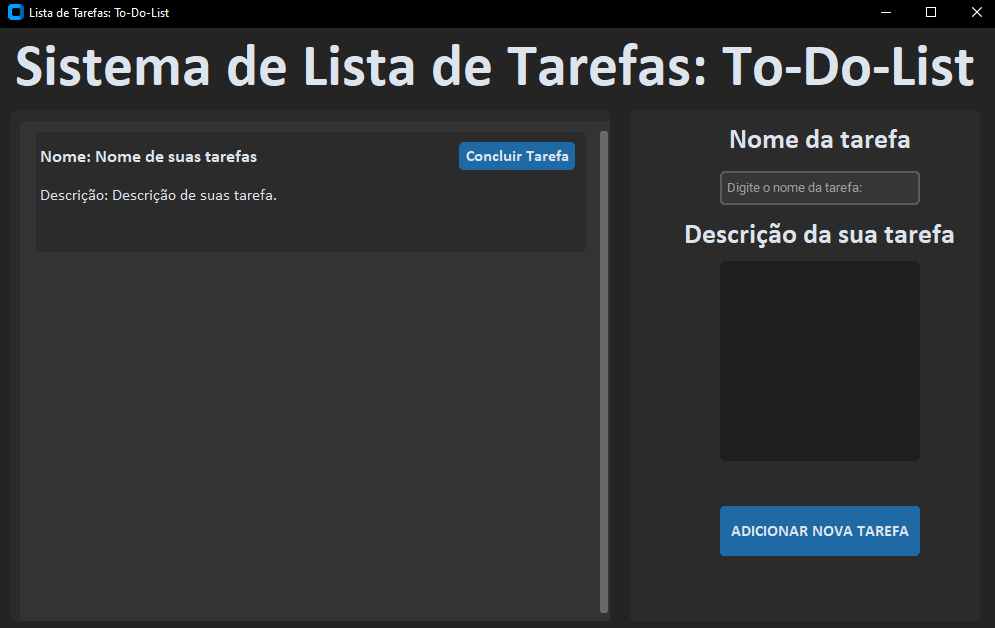 Lista de Tarefas: To-Do-List
Sistema de Lista de Tarefas: To-Do-List
Nome: Nome de suas tarefas
Concluir Tarefa
Descrição: Descrição de suas tarefa.
Nome da tarefa
Digite o nome da tarefa:
Descrição da sua tarefa
ADICIONAR NOVA TAREFA